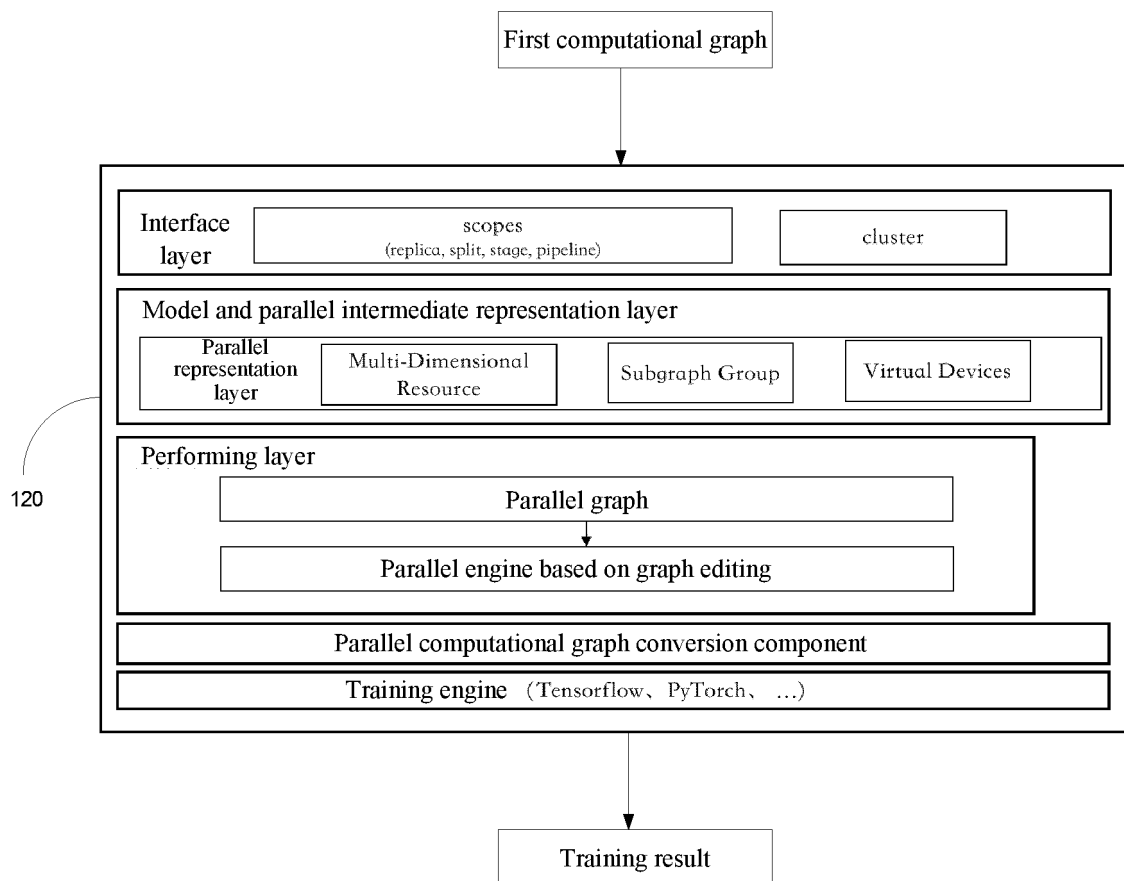 First computational graph
Interface
layer
scopes
(replica, split, stage, pipeline)
cluster
Model and parallel intermediate representation layer
Parallel
representation
layer
Multi-Dimensional
Resource
Subgraph Group
Virtual Devices
Performing layer
Parallel graph
Parallel engine based on graph editing
120
Parallel computational graph conversion component
Training engine （Tensorflow、PyTorch、 …）
Training result